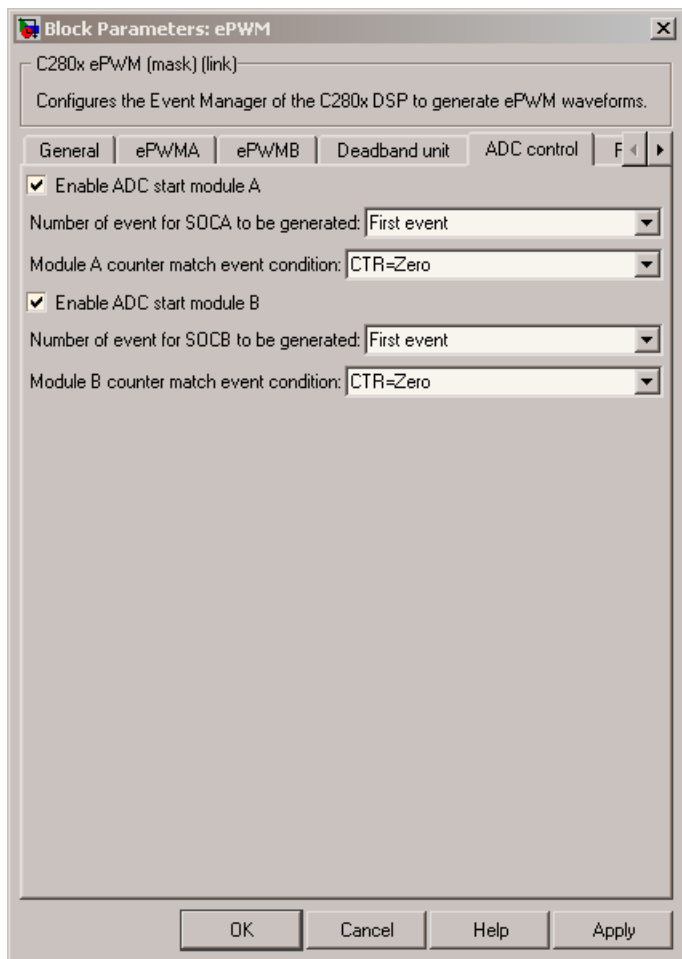 Block Parameters: ePWM
C280x ePWM (mask) (link)
Configures the Event Manager of the C280x DSP to generate ePWM waveforms.
General ePWMA ePWMB Deadband unit ADC control
Enable ADC start module A
Number of event for SOCA to be generated: First event
Module A counter match event condition: CTR=Zero
Enable ADC start module B
Number of event for SOCB to be generated: First event
Module B counter match event condition: CTR=Zero
OK Cancel Help Apply